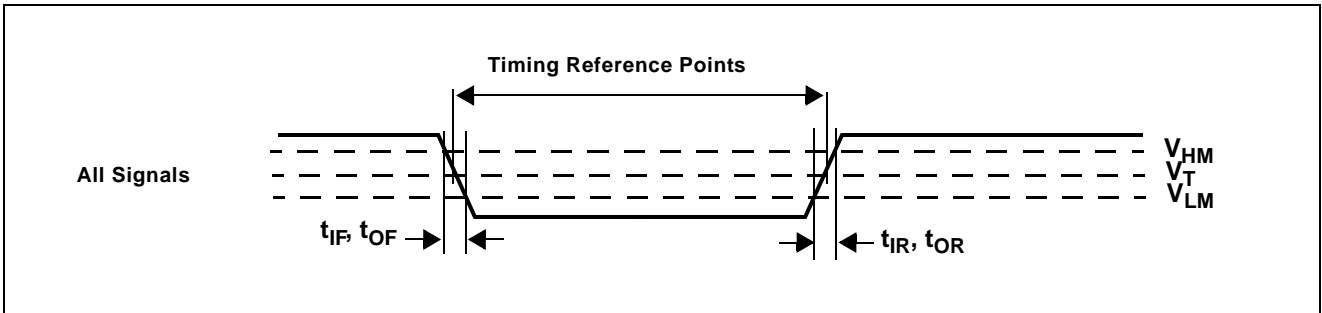 Timing Reference Points
All Signals
VHM
VT
VLM
tIF, tOF
tIR, tOR